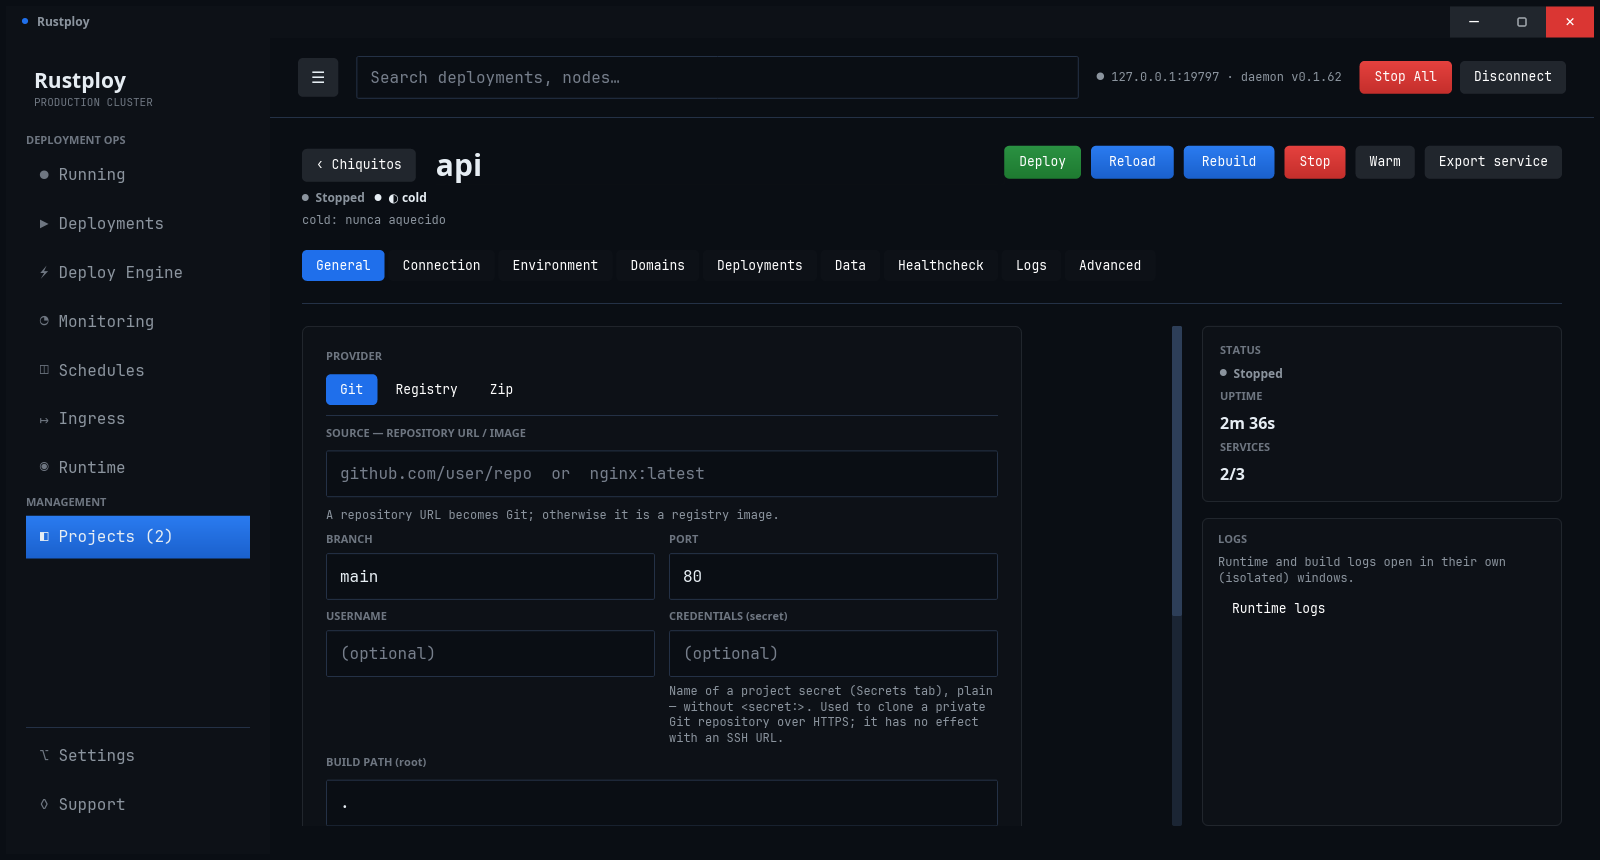 Rustploy
Rustploy
PRODUCTION CLUSTER
DEPLOYMENT OPS
Running
Deployments
Deploy Engine
Monitoring
Schedules
Ingress
Runtime
MANAGEMENT
Projects (2)
Settings
Support
Search deployments, nodes…
127.0.0.1:19797 · daemon v0.1.62
Stop All
Disconnect
‹ Chiquitos
api
Deploy
Reload
Rebuild
Stop
Warm
Export service
Stopped
cold
cold: nunca aquecido
General
Connection
Environment
Domains
Deployments
Data
Healthcheck
Logs
Advanced
PROVIDER
Git
Registry
Zip
SOURCE — REPOSITORY URL / IMAGE
github.com/user/repo  or  nginx:latest
A repository URL becomes Git; otherwise it is a registry image.
BRANCH
PORT
main
80
USERNAME
CREDENTIALS (secret)
(optional)
(optional)
Name of a project secret (Secrets tab), plain
— without <secret:>. Used to clone a private
Git repository over HTTPS; it has no effect
with an SSH URL.
BUILD PATH (root)
.
STATUS
Stopped
UPTIME
2m 36s
SERVICES
2/3
LOGS
Runtime and build logs open in their own
(isolated) windows.
Runtime logs